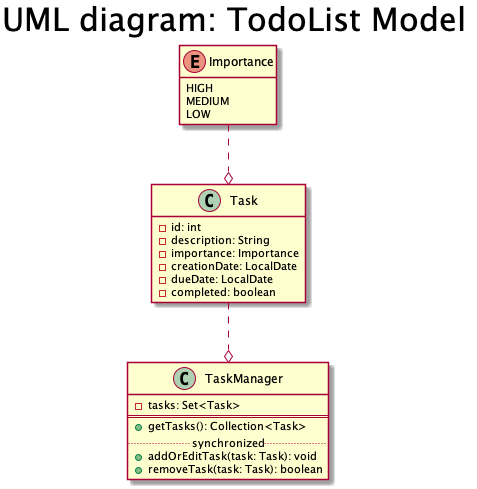 UML diagram: TodoList Model
E Importance
HIGH
MEDIUM
LOW
C Task
id: int
description: String
importance: Importance
creationDate: LocalDate
dueDate: LocalDate
completed: boolean
C TaskManager
tasks: Set<Task>
getTasks(): Collection<Task>
synchronized
addOrEditTask(task: Task): void
removeTask(task: Task): boolean